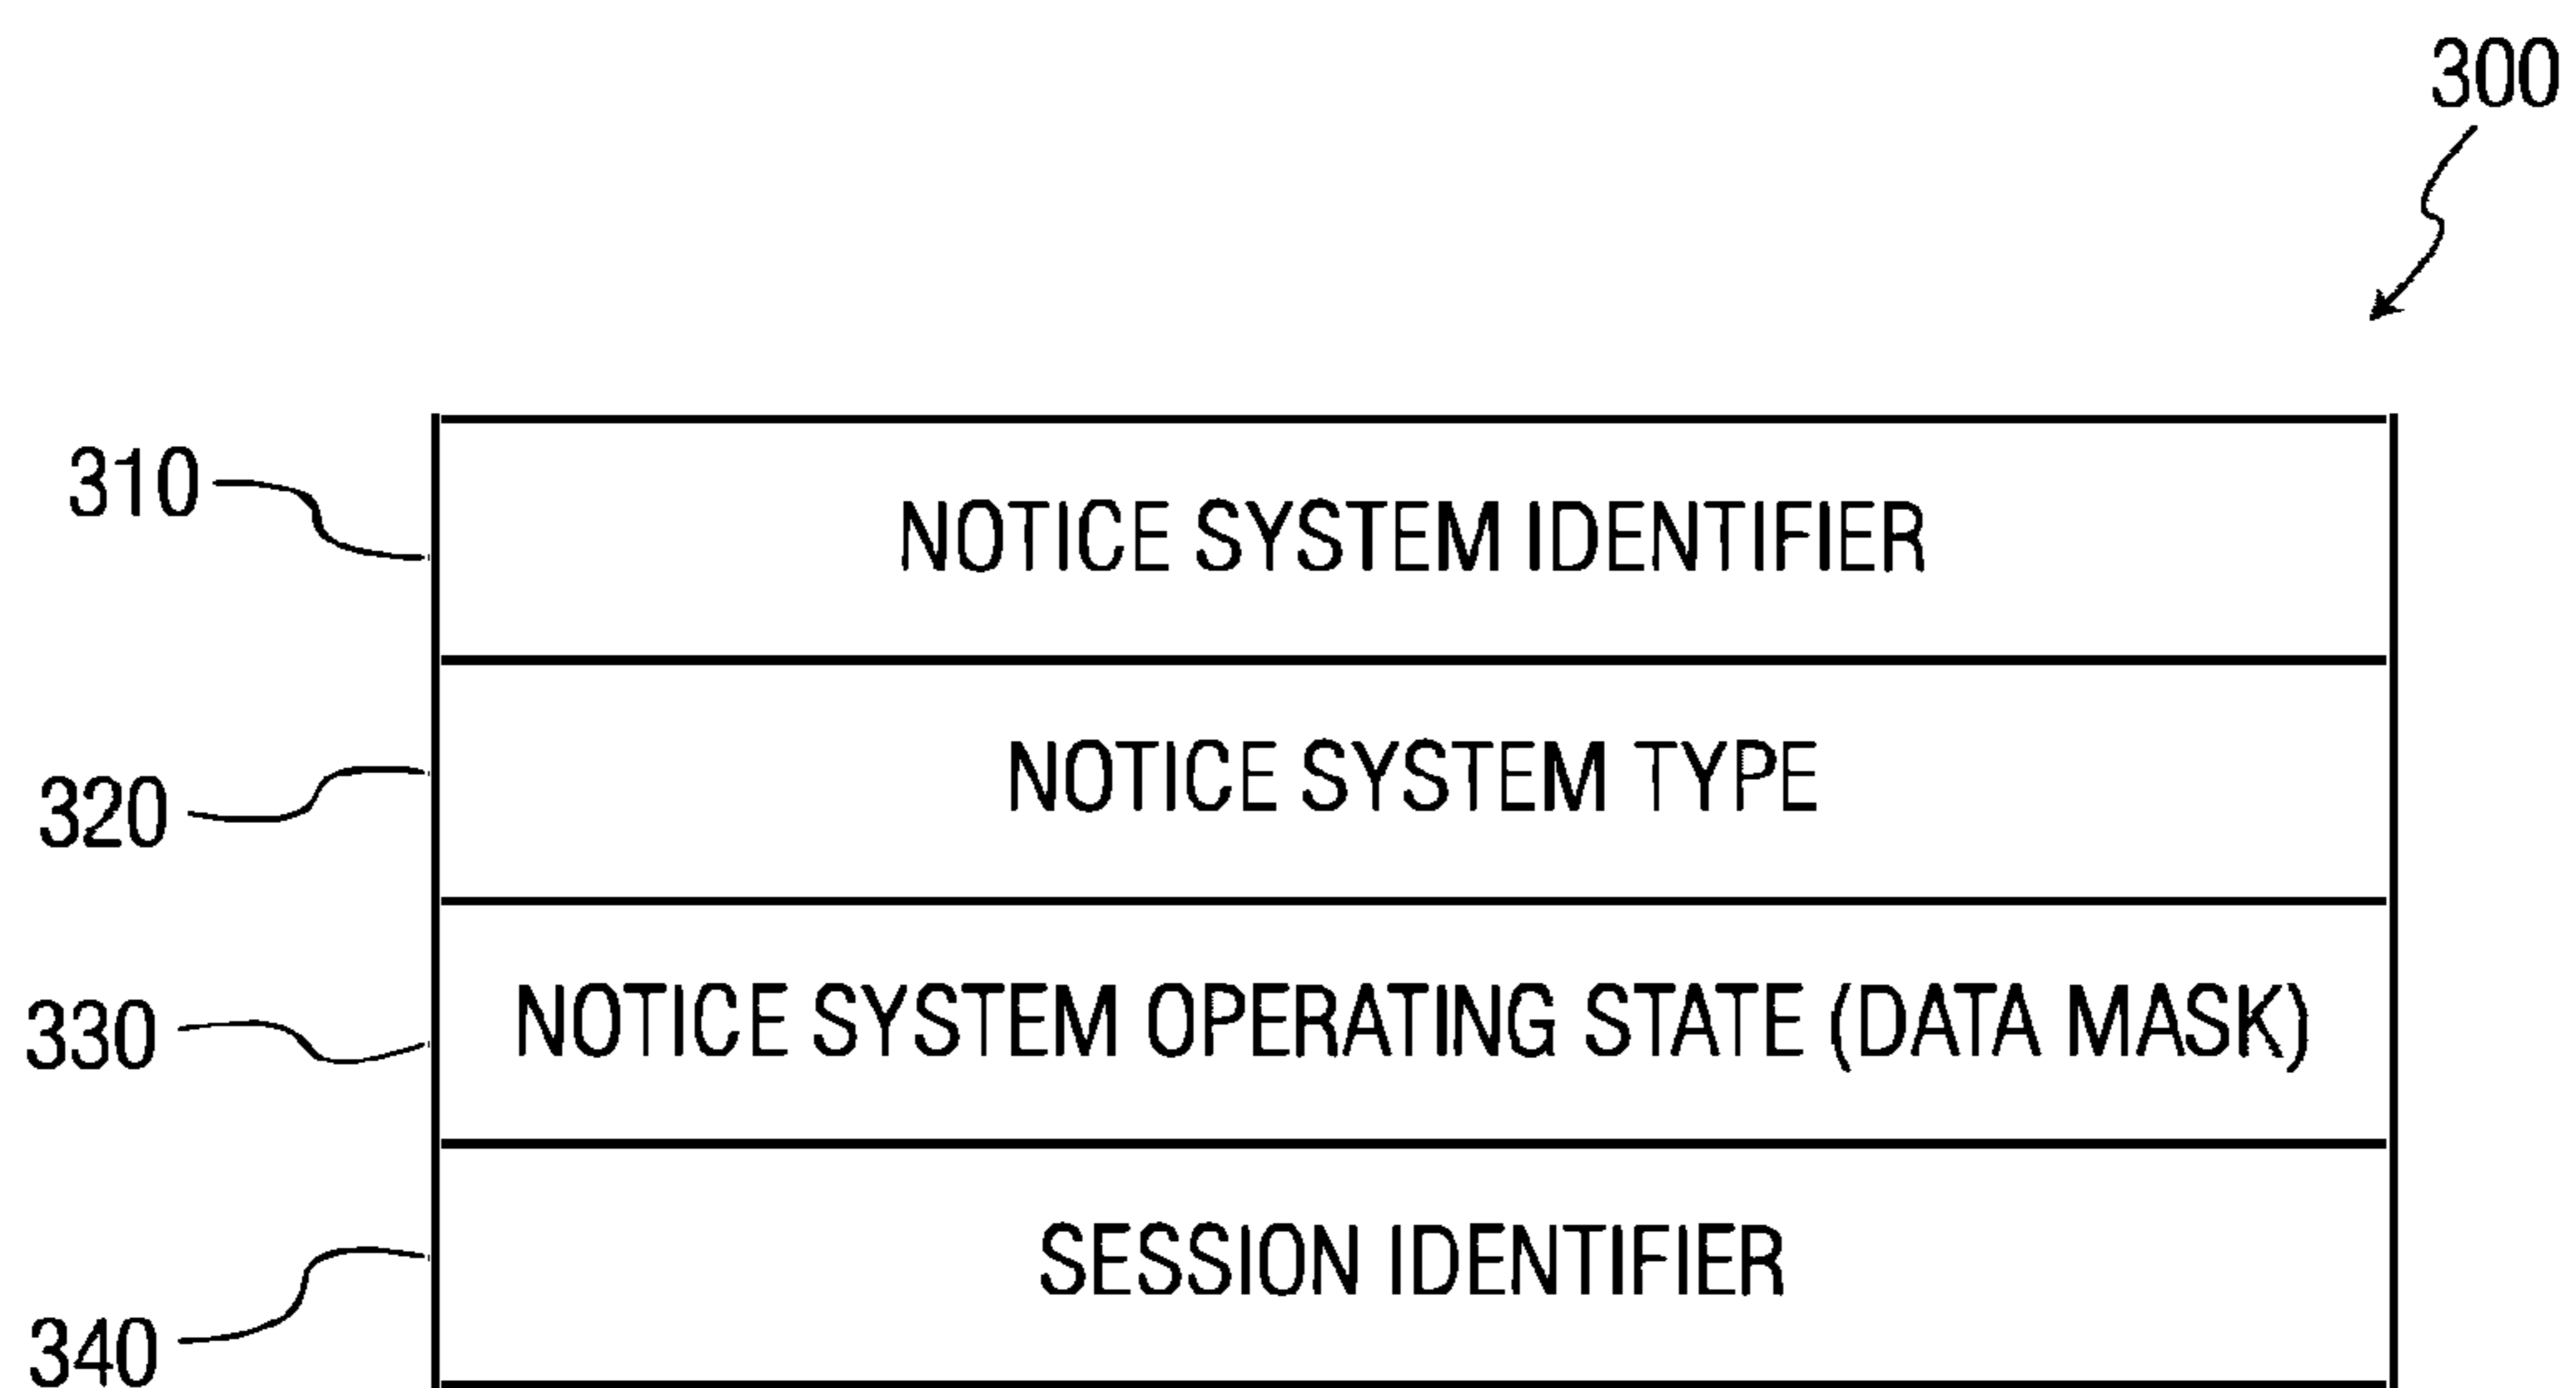 300
310
NOTICE SYSTEM IDENTIFIER
320
NOTICE SYSTEM TYPE
330
NOTICE SYSTEM OPERATING STATE (DATA MASK)
340
SESSION IDENTIFIER